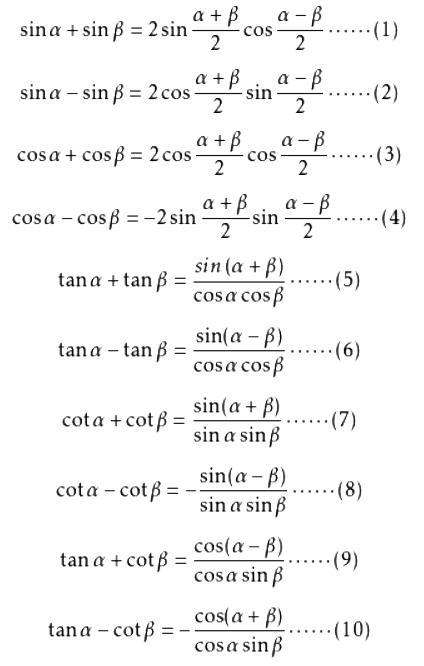 sin α + sin β = 2 sin (α + β)/2 cos (α − β)/2 ······(1)
sin α − sin β = 2 cos (α + β)/2 sin (α − β)/2 ······(2)
cos α + cos β = 2 cos (α + β)/2 cos (α − β)/2 ······(3)
cos α − cos β = −2 sin (α + β)/2 sin (α − β)/2 ······(4)
tan α + tan β = sin (α + β)/(cos α cos β) ······(5)
tan α − tan β = sin(α − β)/(cos α cos β) ······(6)
cot α + cot β = sin(α + β)/(sin α sin β) ······(7)
cot α − cot β = − sin(α − β)/(sin α sin β) ······(8)
tan α + cot β = cos(α − β)/(cos α sin β) ······(9)
tan α − cot β = − cos(α + β)/(cos α sin β) ······(10)